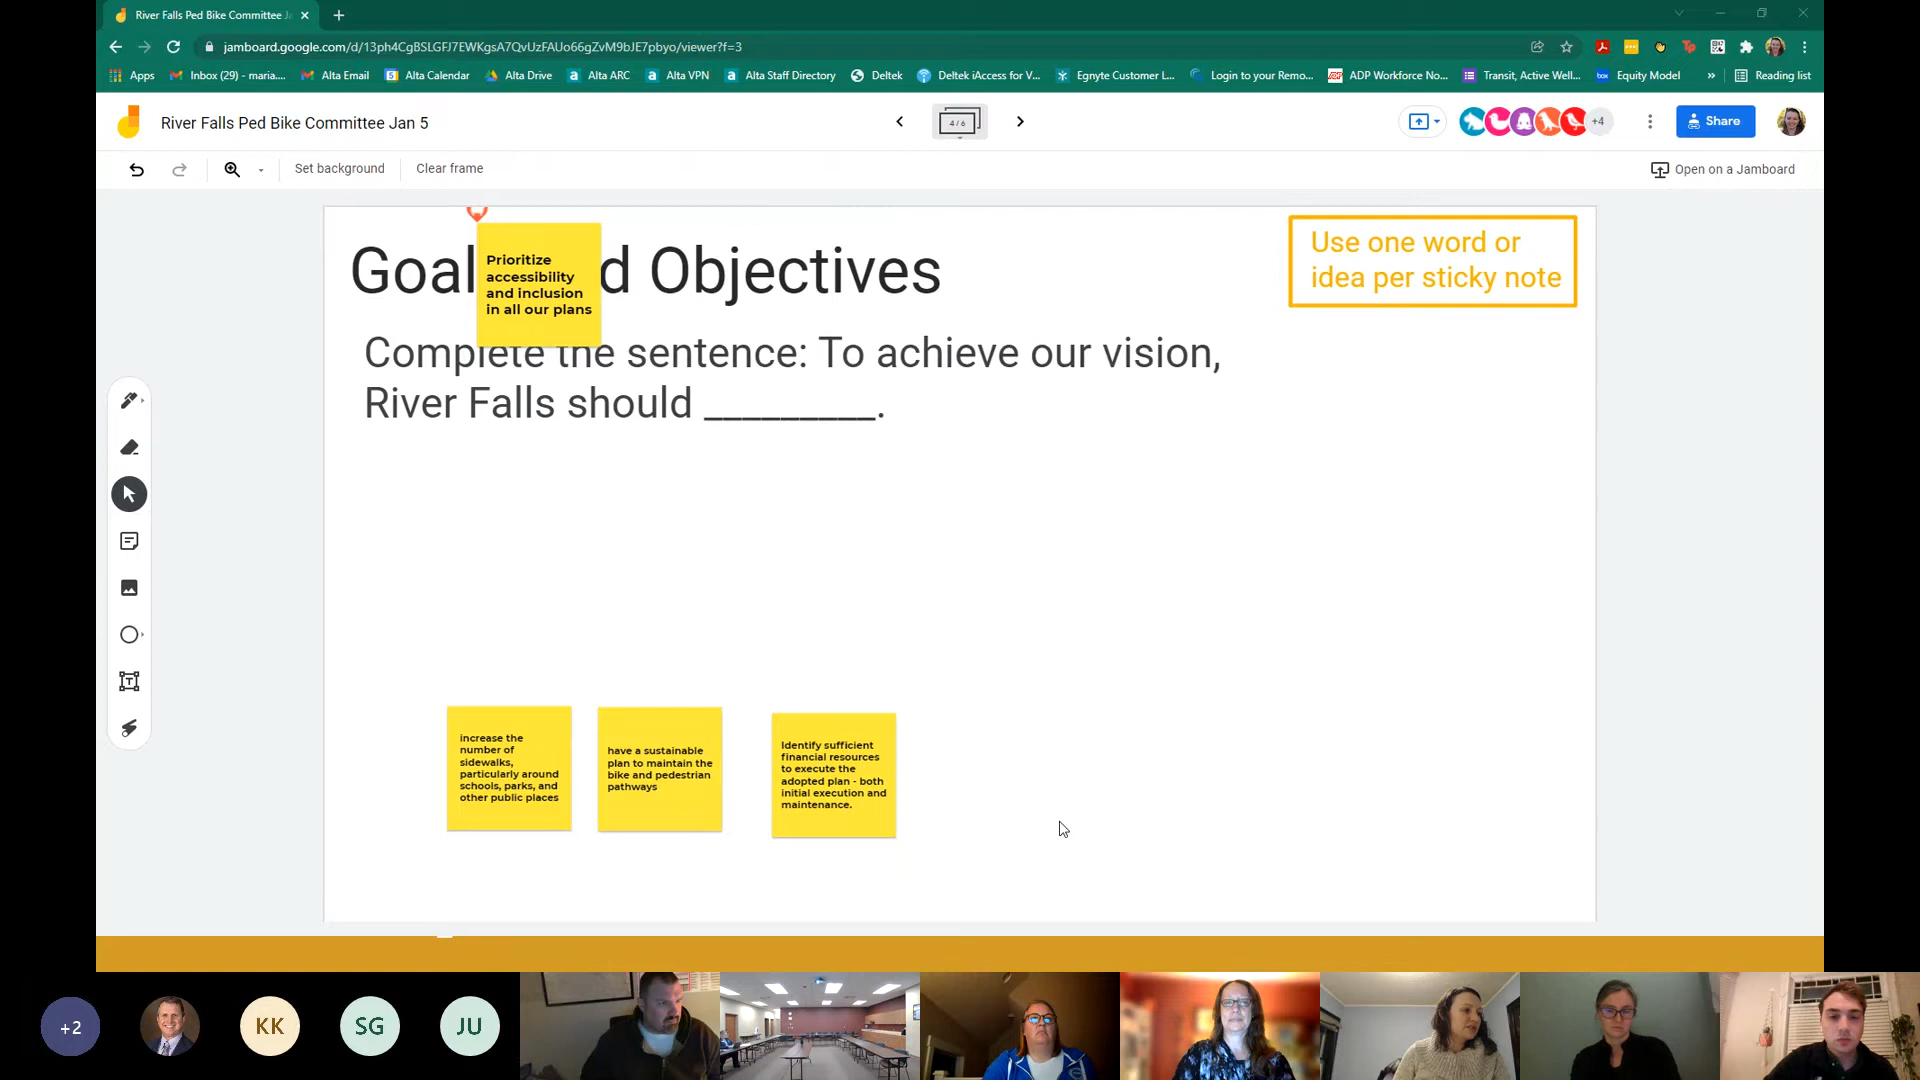 River Falls Ped Bike Committee Ja
jamboard.google.com/d/13ph4CgBSLGFJ7EWKgsA7QvUzFAUo66gZvM9bJE7pbyo/viewer?f=3
Apps
Inbox (29) - maria....
Alta Email
Alta Calendar
Alta Drive
Alta ARC
Alta VPN
Alta Staff Directory
Deltek
Deltek iAccess for V...
Egnyte Customer L...
Login to your Remo...
ADP Workforce No...
Transit, Active Well...
Equity Model
Reading list
River Falls Ped Bike Committee Jan 5
4 / 6
+4
Share
Set background
Clear frame
Open on a Jamboard
Goal d Objectives
Prioritize
accessibility
and inclusion
in all our plans
Use one word or
idea per sticky note
Complete the sentence: To achieve our vision,
River Falls should _________.
increase the
number of
sidewalks,
particularly around
schools, parks, and
other public places
have a sustainable
plan to maintain the
bike and pedestrian
pathways
Identify sufficient
financial resources
to execute the
adopted plan - both
initial execution and
maintenance.
+2
KK
SG
JU